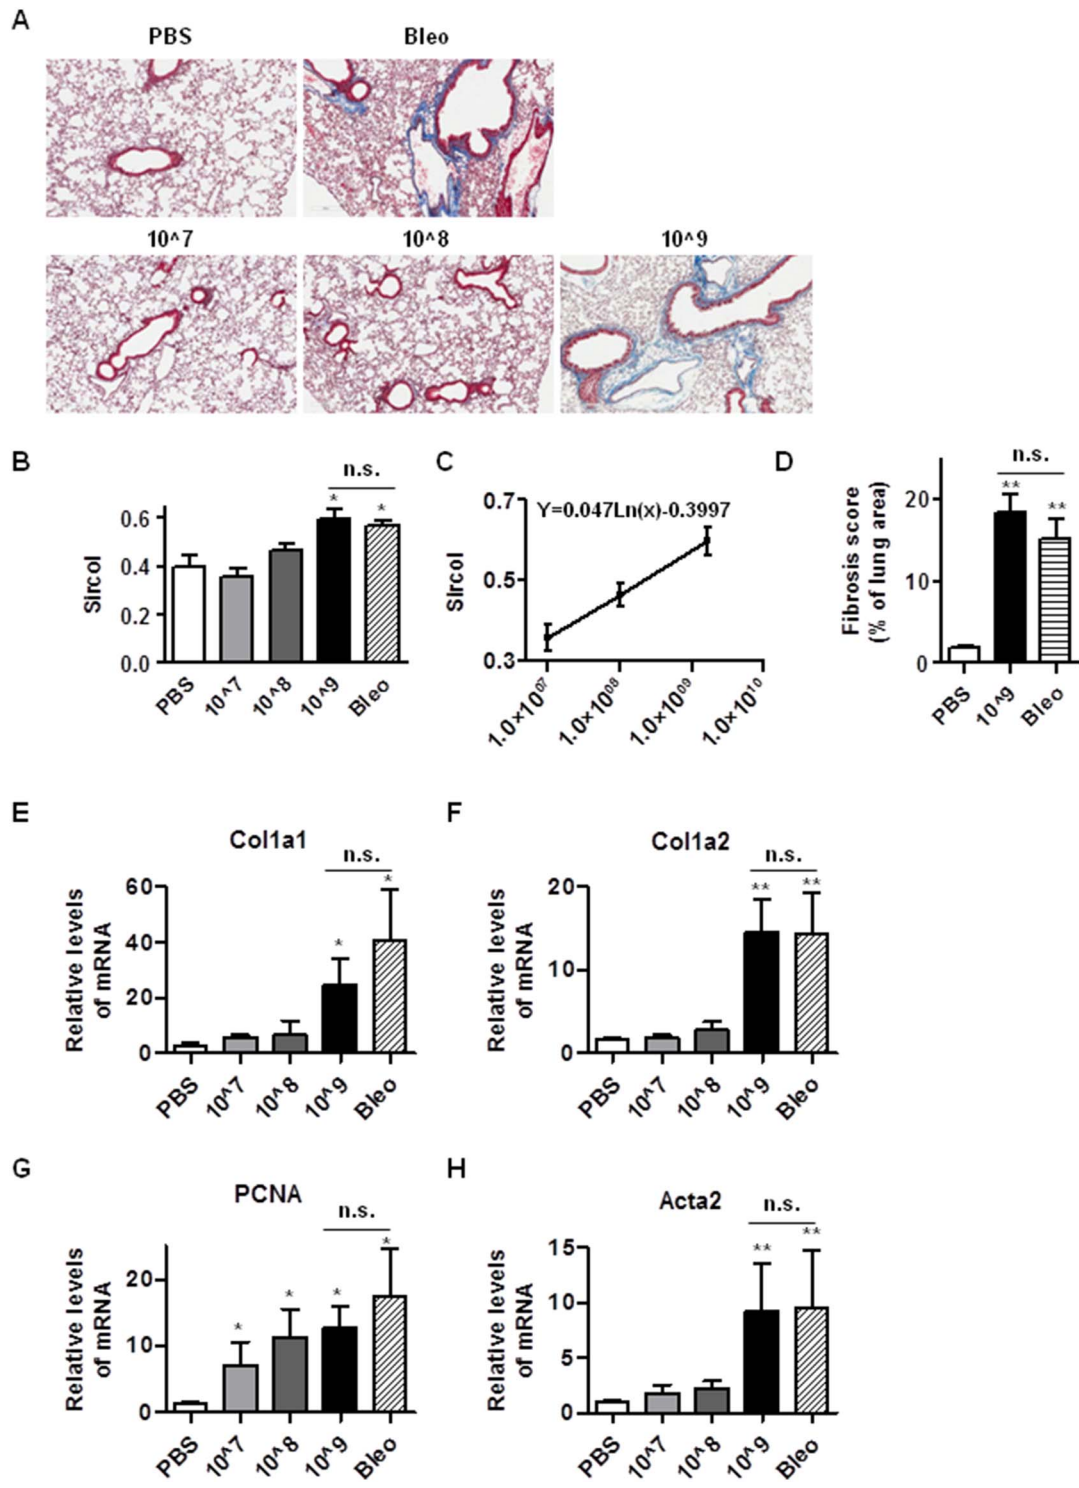 A
PBS
Bleo
10^7
10^8
10^9
B
n.s.
*
*
Sircol
0.6
0.4
0.2
0.0
PBS
10^7
10^8
10^9
Bleo
C
Y=0.047Ln(x)-0.3997
Sircol
0.7
0.5
0.3
1.0×10⁰⁷
1.0×10⁰⁸
1.0×10⁰⁹
1.0×10¹⁰
D
n.s.
**
**
Fibrosis score
(% of lung area)
20
10
0
PBS
10^9
Bleo
E
Col1a1
n.s.
*
*
Relative levels
of mRNA
60
40
20
0
PBS
10^7
10^8
10^9
Bleo
F
Col1a2
n.s.
**
**
Relative levels
of mRNA
20
10
0
PBS
10^7
10^8
10^9
Bleo
G
PCNA
n.s.
*
*
*
*
Relative levels
of mRNA
20
10
0
PBS
10^7
10^8
10^9
Bleo
H
Acta2
n.s.
**
**
Relative levels
of mRNA
15
10
5
0
PBS
10^7
10^8
10^9
Bleo